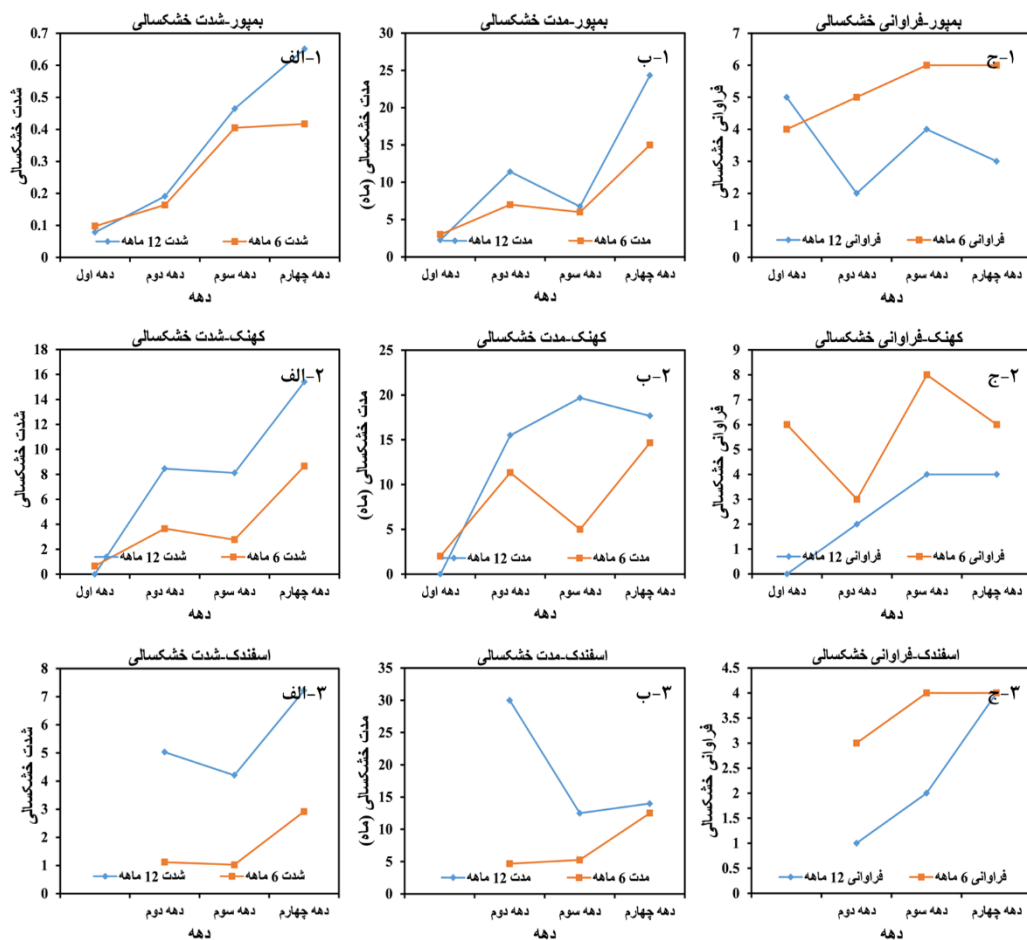 بمپور-شدت خشکسالی
۱-الف
شدت خشکسالی
0.7
0.6
0.5
0.4
0.3
0.2
0.1
0
شدت 12 ماهه
شدت 6 ماهه
دهه اول
دهه دوم
دهه سوم
دهه چهارم
دهه
بمپور-مدت خشکسالی
۱-ب
مدت خشکسالی (ماه)
30
25
20
15
10
5
0
مدت 12 ماهه
مدت 6 ماهه
دهه اول
دهه دوم
دهه سوم
دهه چهارم
دهه
بمپور-فراوانی خشکسالی
۱-ج
فراوانی خشکسالی
7
6
5
4
3
2
1
0
فراوانی 12 ماهه
فراوانی 6 ماهه
دهه اول
دهه دوم
دهه سوم
دهه چهارم
دهه
کهنک-شدت خشکسالی
۲-الف
شدت خشکسالی
18
16
14
12
10
8
6
4
2
0
شدت 12 ماهه
شدت 6 ماهه
دهه اول
دهه دوم
دهه سوم
دهه چهارم
دهه
کهنک-مدت خشکسالی
۲-ب
مدت خشکسالی (ماه)
25
20
15
10
5
0
مدت 12 ماهه
مدت 6 ماهه
دهه اول
دهه دوم
دهه سوم
دهه چهارم
دهه
کهنک-فراوانی خشکسالی
۲-ج
فراوانی خشکسالی
9
8
7
6
5
4
3
2
1
0
فراوانی 12 ماهه
فراوانی 6 ماهه
دهه اول
دهه دوم
دهه سوم
دهه چهارم
دهه
اسفندک-شدت خشکسالی
۳-الف
شدت خشکسالی
8
7
6
5
4
3
2
1
0
شدت 12 ماهه
شدت 6 ماهه
دهه دوم
دهه سوم
دهه چهارم
دهه
اسفندک-مدت خشکسالی
۳-ب
مدت خشکسالی (ماه)
35
30
25
20
15
10
5
0
مدت 12 ماهه
مدت 6 ماهه
دهه دوم
دهه سوم
دهه چهارم
دهه
اسفندک-فراوانی خشکسالی
۳-ج
فراوانی خشکسالی
4.5
4
3.5
3
2.5
2
1.5
1
0.5
0
فراوانی 12 ماهه
فراوانی 6 ماهه
دهه دوم
دهه سوم
دهه چهارم
دهه